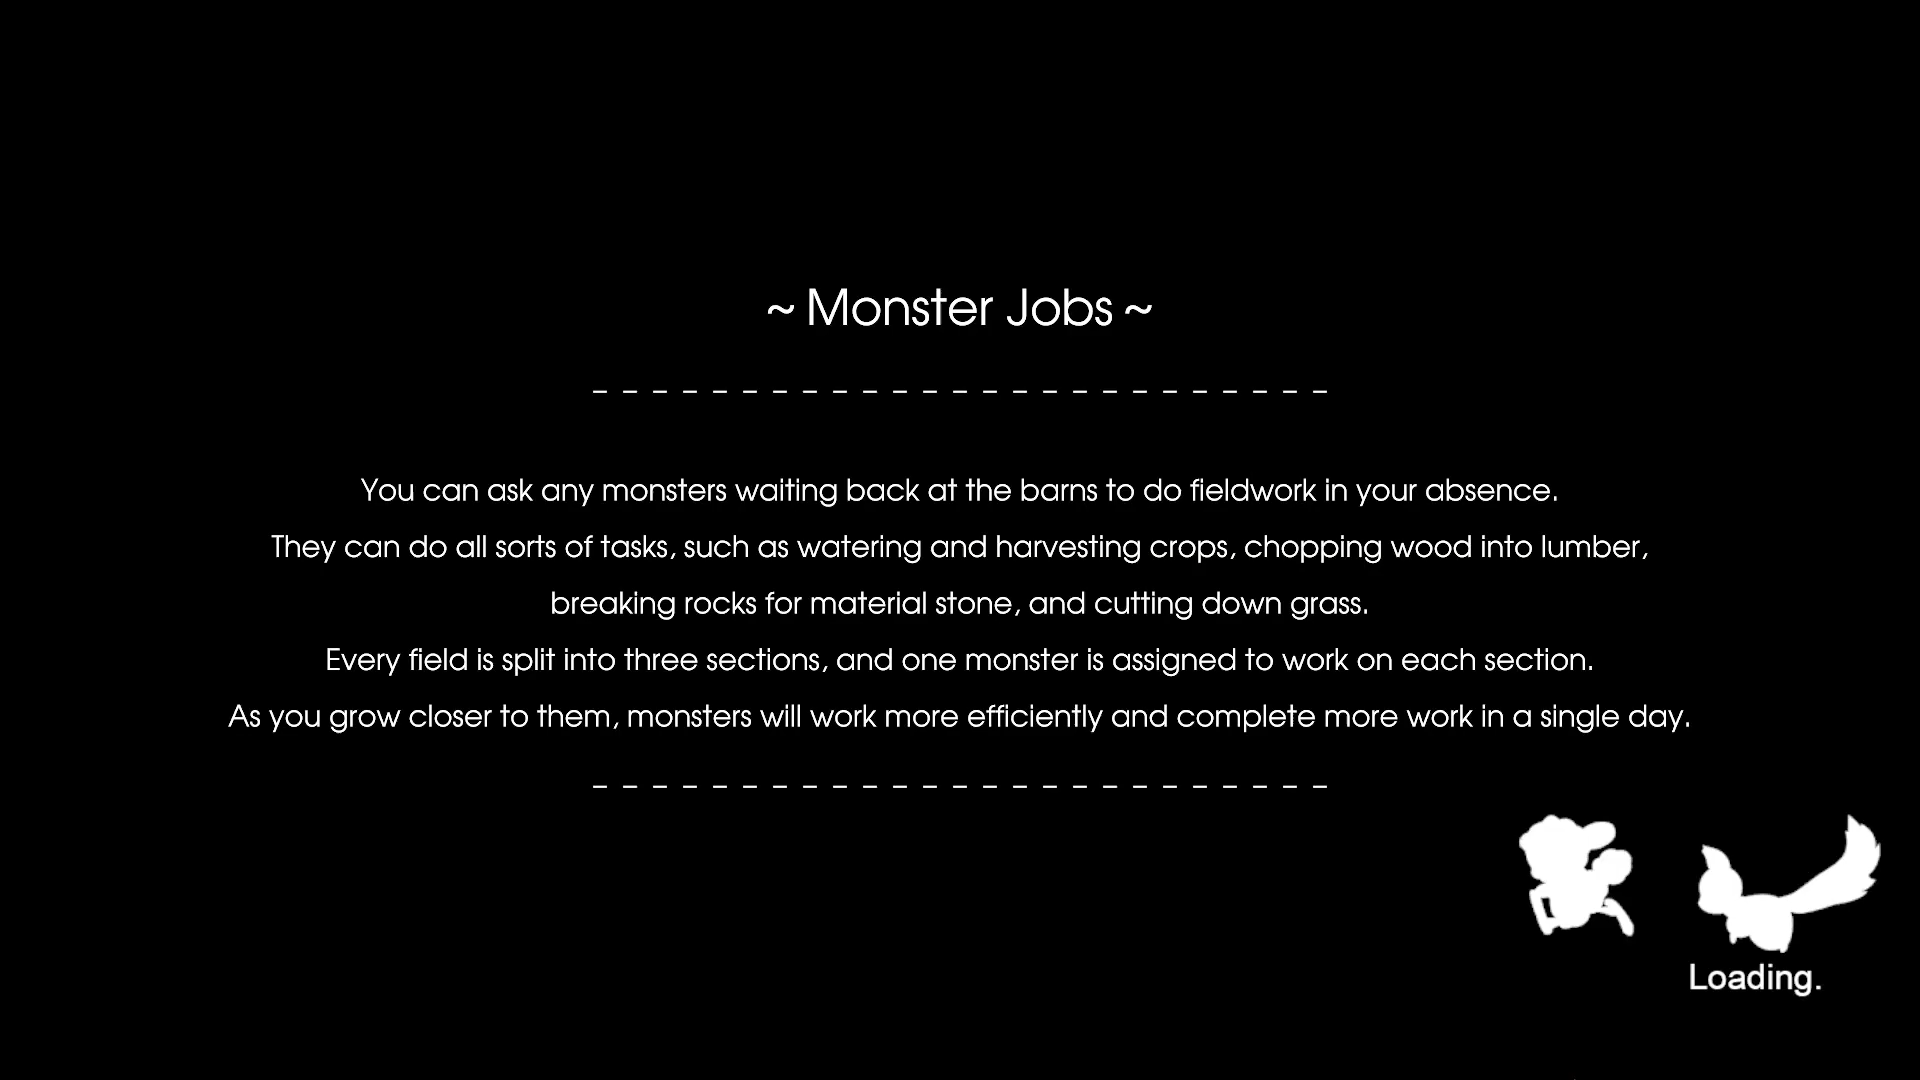 ~ Monster Jobs ~
– – – – – – – – – – – – – – – – – – – – – – – – –
You can ask any monsters waiting back at the barns to do fieldwork in your absence.
They can do all sorts of tasks, such as watering and harvesting crops, chopping wood into lumber,
breaking rocks for material stone, and cutting down grass.
Every field is split into three sections, and one monster is assigned to work on each section.
As you grow closer to them, monsters will work more efficiently and complete more work in a single day.
– – – – – – – – – – – – – – – – – – – – – – – – –
Loading.